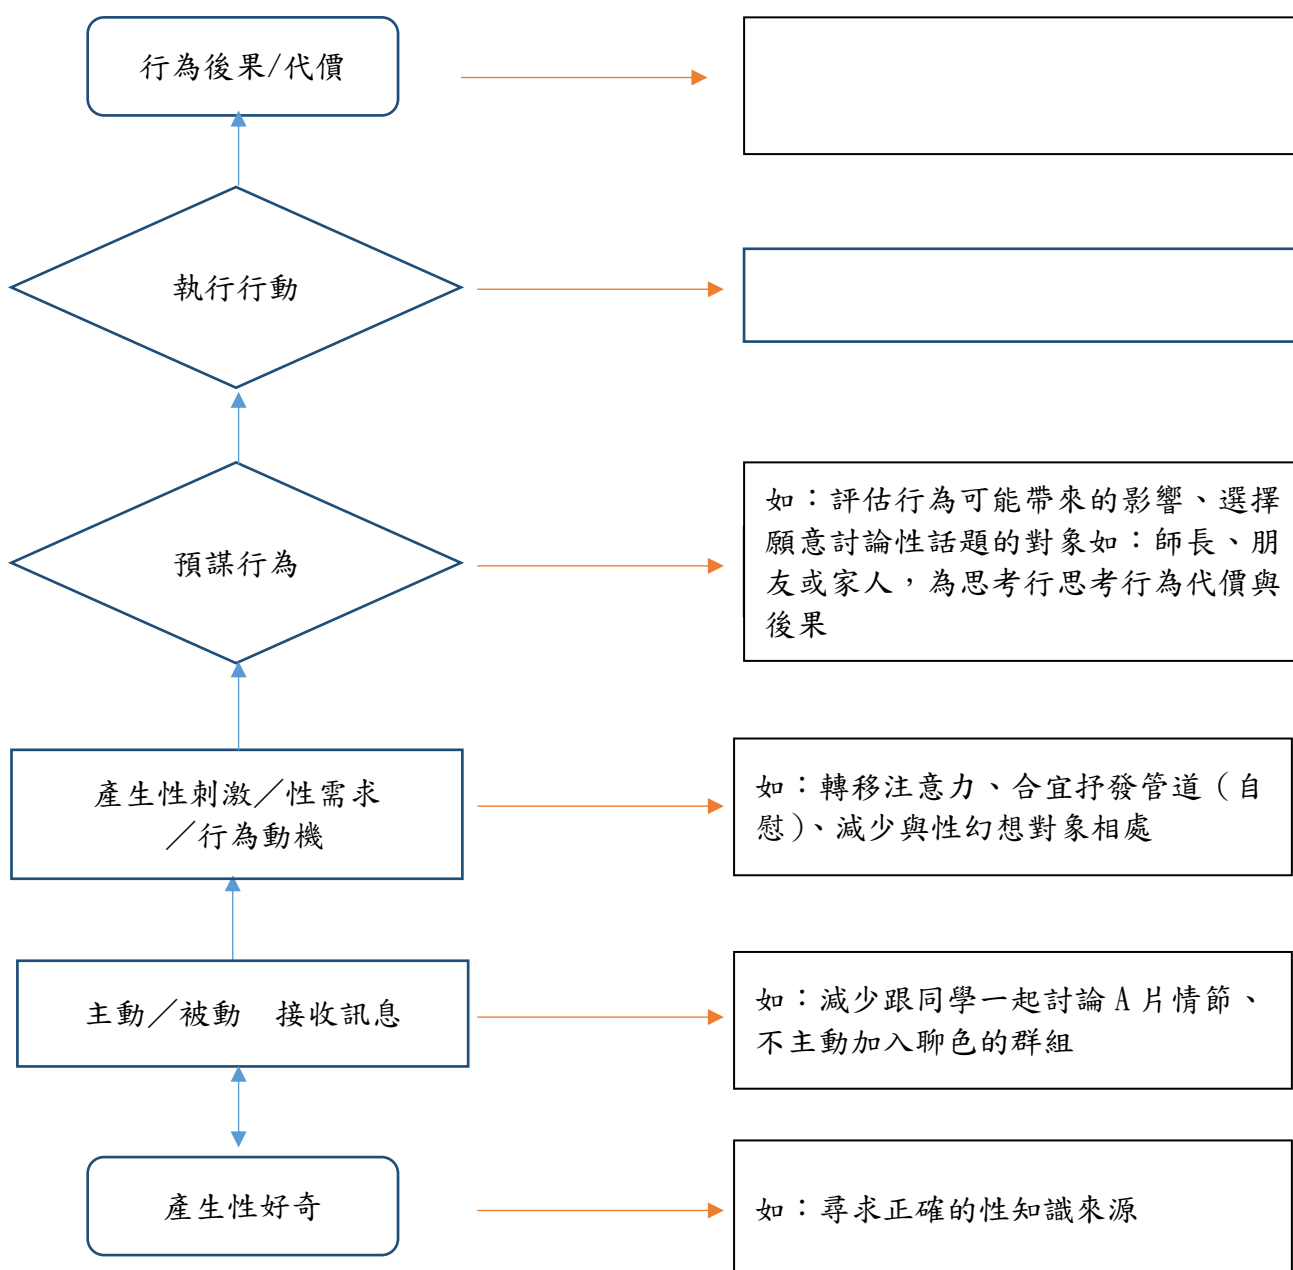 行為後果/代價
執行行動
預謀行為
如：評估行為可能帶來的影響、選擇
願意討論性話題的對象如：師長、朋
友或家人，為思考行思考行為代價與
後果
產生性刺激／性需求
／行為動機
如：轉移注意力、合宜抒發管道（自
慰）、減少與性幻想對象相處
主動／被動　接收訊息
如：減少跟同學一起討論 A 片情節、
不主動加入聊色的群組
產生性好奇
如：尋求正確的性知識來源